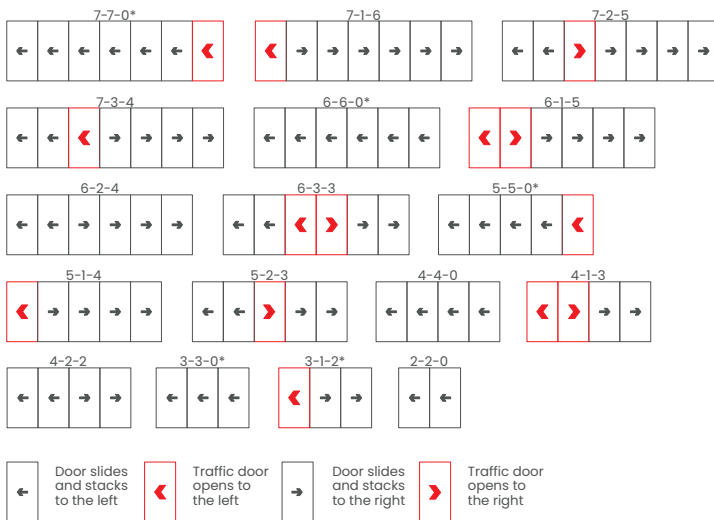 7-7-0*
7-1-6
7-2-5
7-3-4
6-6-0*
6-1-5
6-2-4
6-3-3
5-5-0*
5-1-4
5-2-3
4-4-0
4-1-3
4-2-2
3-3-0*
3-1-2*
2-2-0
Door slides
and stacks
to the left
Traffic door
opens to
the left
Door slides
and stacks
to the right
Traffic door
opens to
the right